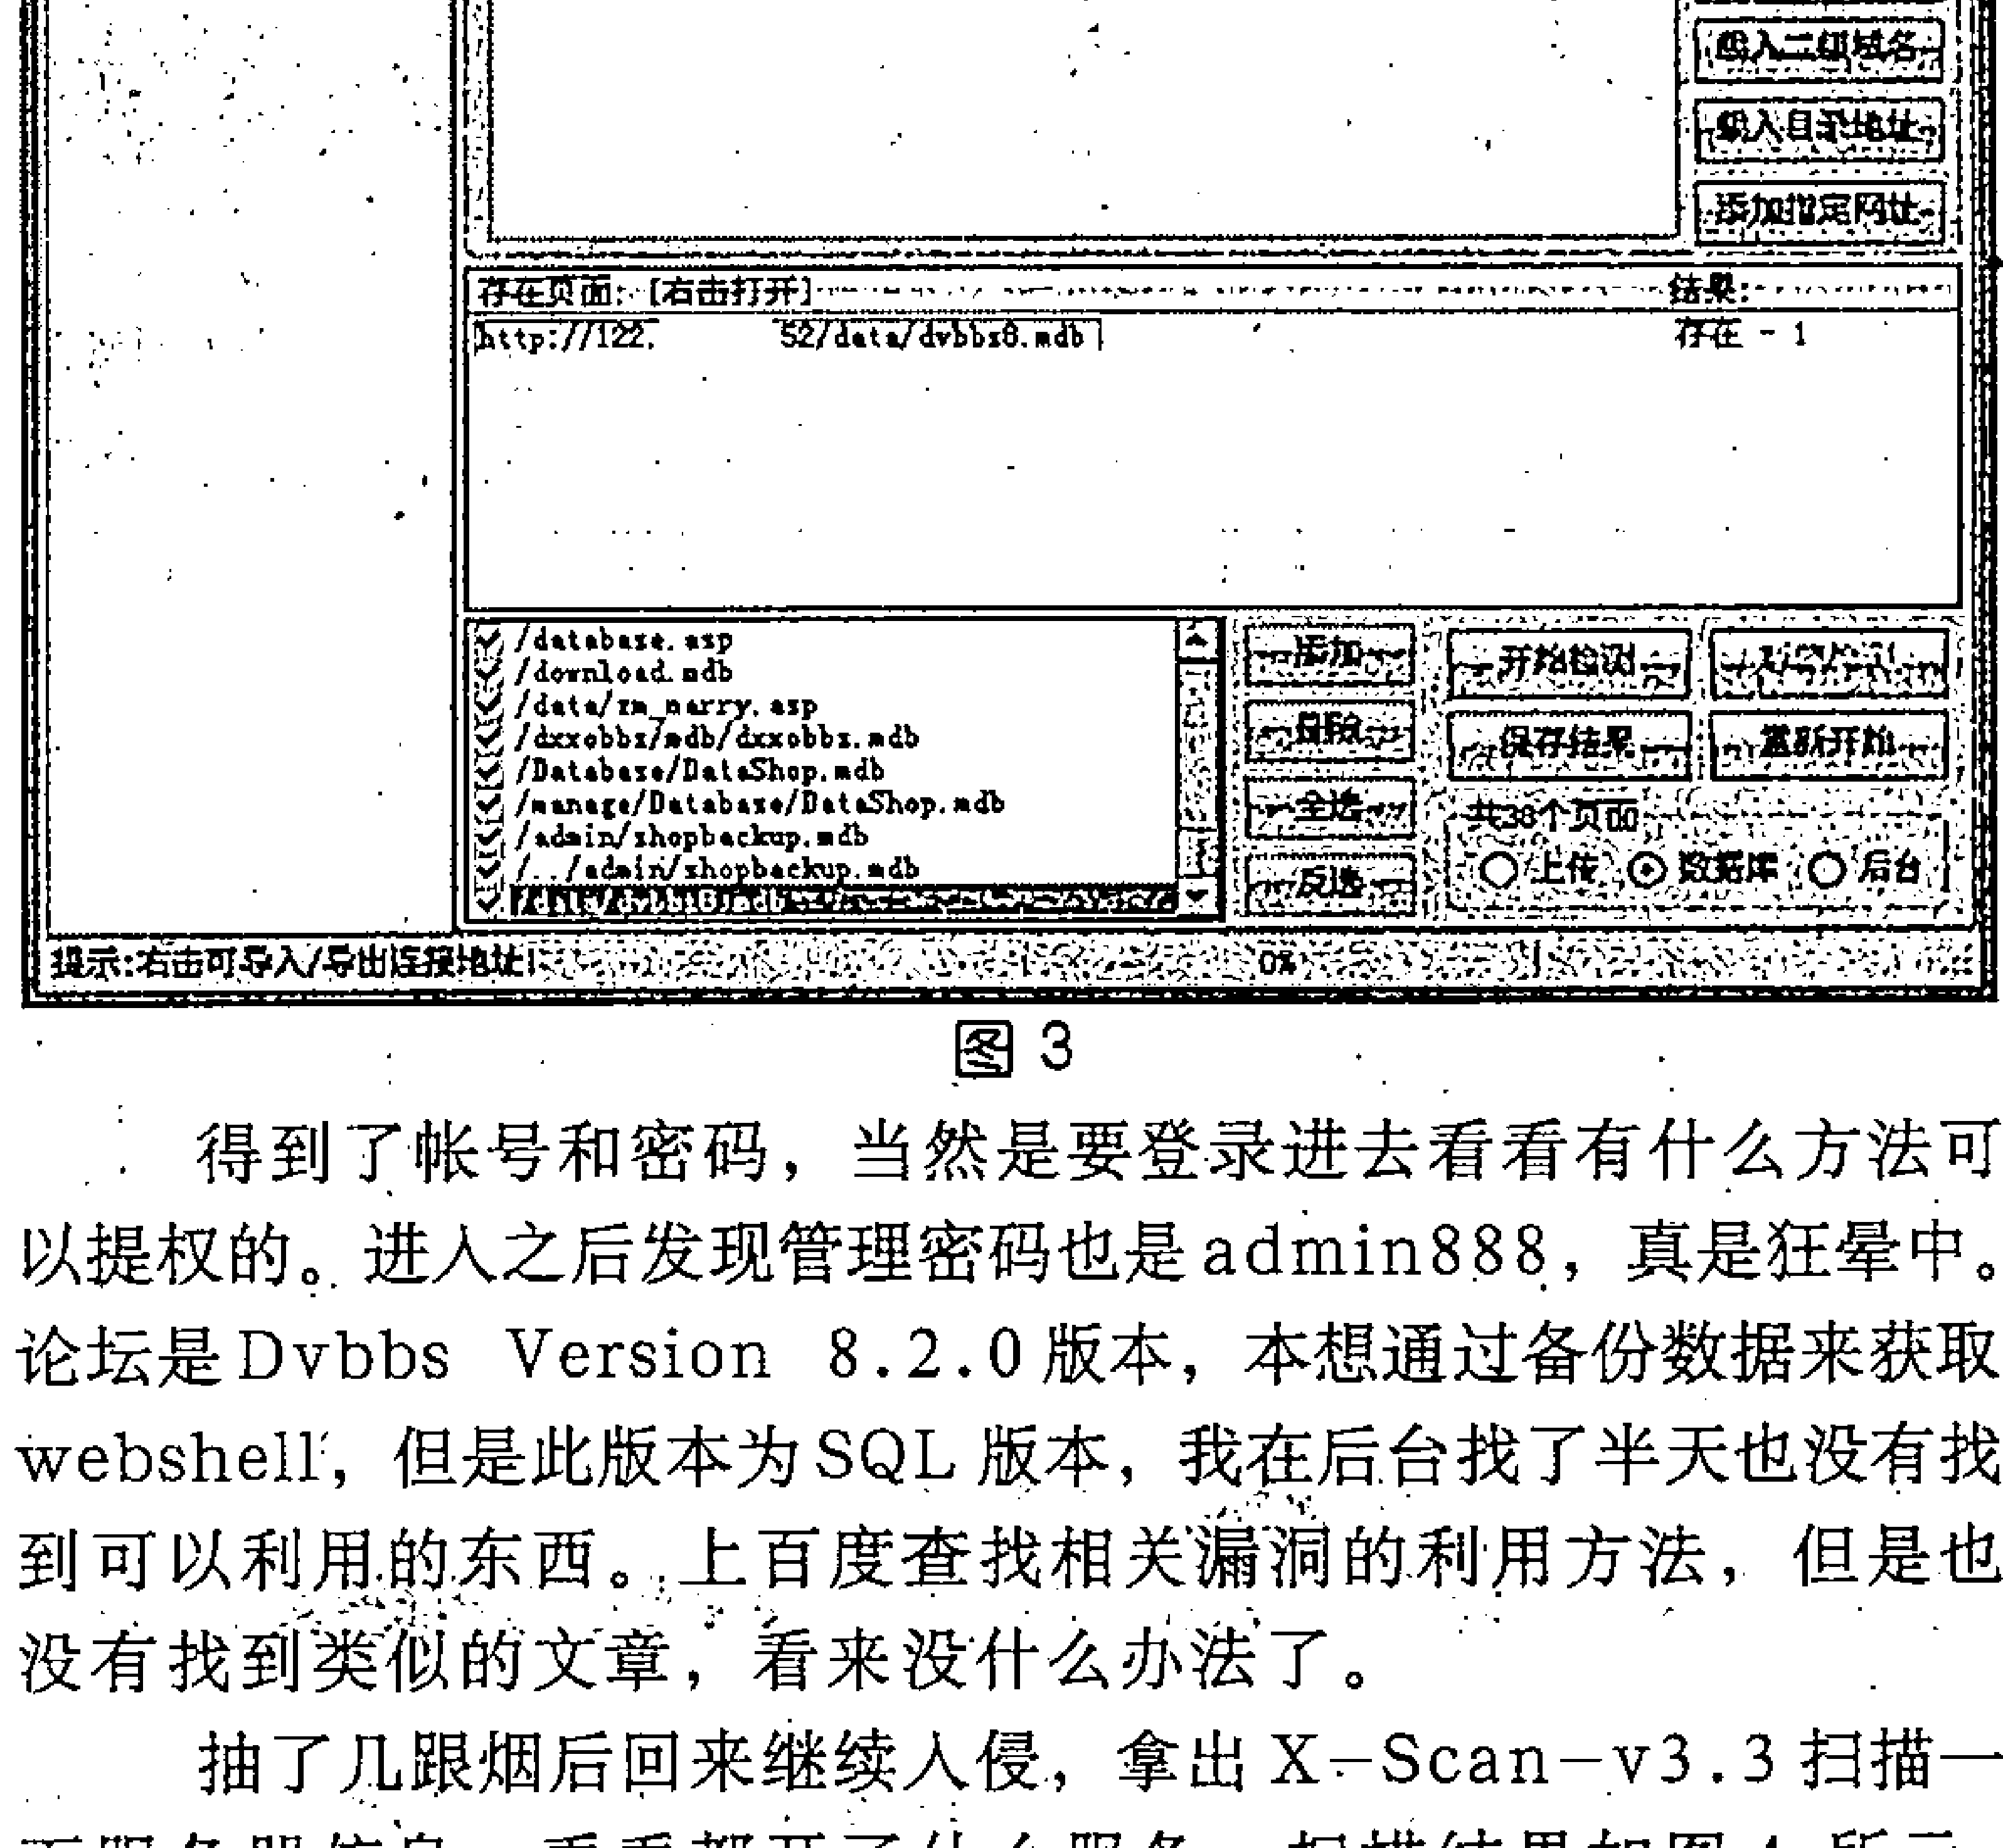 载入二级域名
载入目录地址
添加指定网址
存在页面: [右击打开] 结果:
http://122. 52/data/dvbbs8.mdb 存在 - 1
/database.asp
/download.mdb
/data/zm_marry.asp
/dxxobbs/mdb/dxxobbs.mdb
/Database/DataShop.mdb
/manage/Database/DataShop.mdb
/admin/shopbackup.mdb
/../admin/shopbackup.mdb
/data/dvbbs8.mdb
添加
删除
全选
反选
开始检测
保存结果 重新开始
共38个页面
上传 数据库 后台
提示:右击可导入/导出连接地址! 0%
图 3
得到了帐号和密码，当然是要登录进去看看有什么方法可
以提权的。进入之后发现管理密码也是admin888，真是狂晕中。
论坛是Dvbbs Version 8.2.0版本，本想通过备份数据来获取
webshell，但是此版本为SQL 版本，我在后台找了半天也没有找
到可以利用的东西。上百度查找相关漏洞的利用方法，但是也
没有找到类似的文章，看来没什么办法了。
抽了几跟烟后回来继续入侵，拿出 X-Scan-v3.3 扫描一